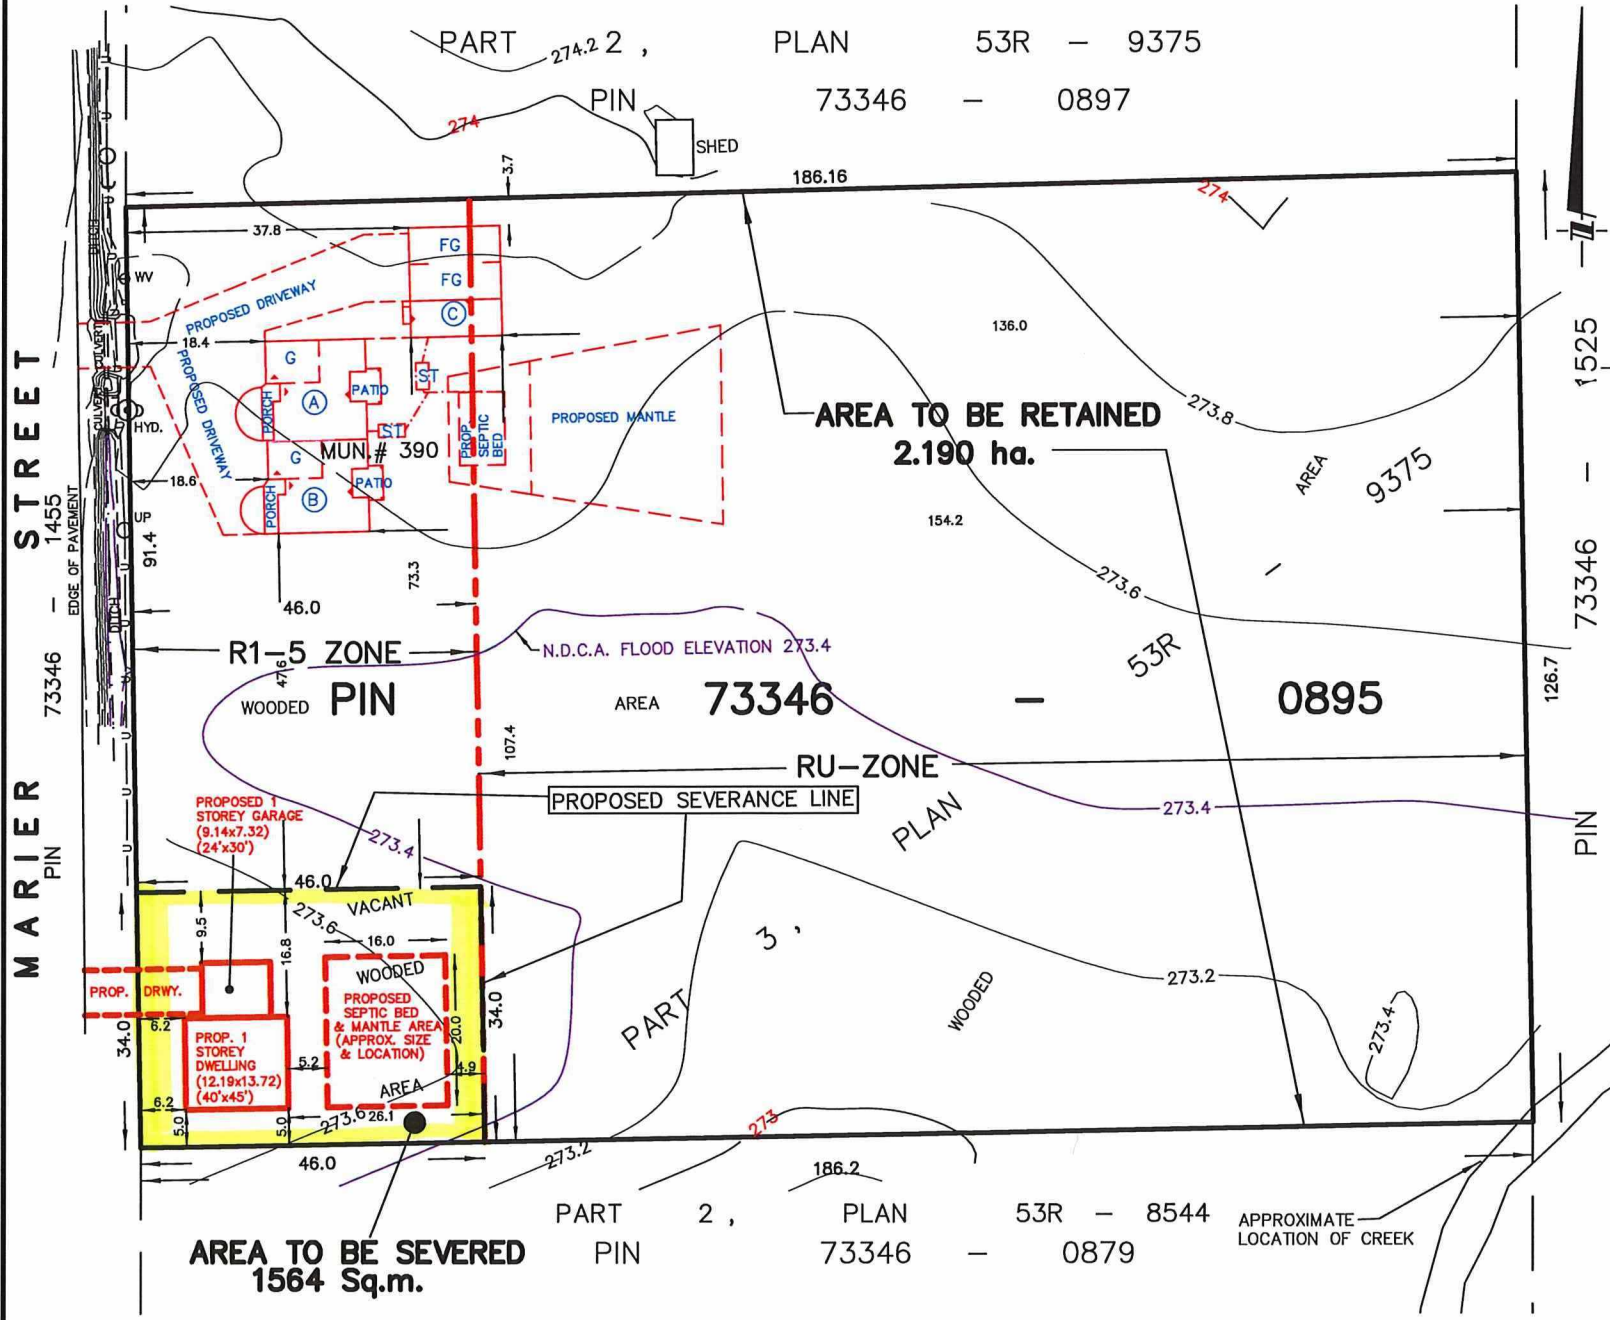 PART 2 , PLAN 53R - 9375
274.2
PIN 73346 - 0897
274
SHED
3.7
186.16
274
37.8
FG
FG
C
WV
DITCH
PROPOSED DRIVEWAY
18.4
CULVERT
PROPOSED DRIVEWAY
G
A
PATIO
PORCH
ST
ST
HYD.
CULVERT
MUN.# 390
G
B
PATIO
PORCH
18.6
UP
91.4
PROP. SEPTIC BED
PROPOSED MANTLE
136.0
AREA TO BE RETAINED
2.190 ha.
273.8
AREA
9375
154.2
273.6
53R
MARIER STREET
PIN 73346 - 1455
EDGE OF PAVEMENT
DITCH
73.3
46.0
R1-5 ZONE
47.6
N.D.C.A. FLOOD ELEVATION 273.4
WOODED
AREA
PIN 73346 - 0895
126.7
PIN 73346 - 1525
107.4
RU-ZONE
PROPOSED SEVERANCE LINE
PLAN
273.4
PROPOSED 1
STOREY GARAGE
(9.14x7.32)
(24'x30')
273.4
46.0
VACANT
273.6
9.5
16.8
16.0
WOODED
PROP. DRWY.
PROPOSED
SEPTIC BED
& MANTLE AREA
(APPROX. SIZE
& LOCATION)
20.0
34.0
34.0
6.2
PROP. 1
STOREY
DWELLING
(12.19x13.72)
(40'x45')
5.2
4.9
AREA
6.2
5.0
5.0
273.6
26.1
46.0
PART
3 ,
WOODED
273.2
273.4
273
273.2
186.2
PART 2 , PLAN 53R - 8544
PIN 73346 - 0879
APPROXIMATE
LOCATION OF CREEK
AREA TO BE SEVERED
1564 Sq.m.